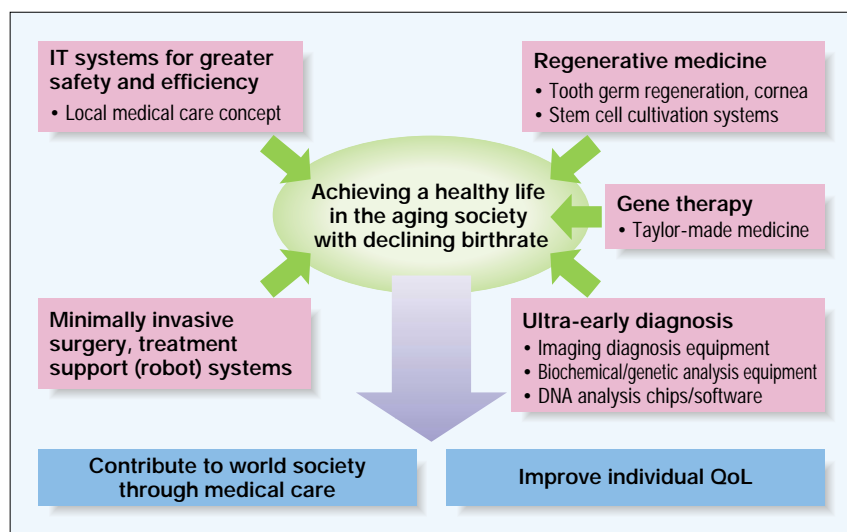 IT systems for greater
safety and efficiency
• Local medical care concept
Regenerative medicine
• Tooth germ regeneration, cornea
• Stem cell cultivation systems
Achieving a healthy life
in the aging society
with declining birthrate
Gene therapy
• Taylor-made medicine
Minimally invasive
surgery, treatment
support (robot) systems
Ultra-early diagnosis
• Imaging diagnosis equipment
• Biochemical/genetic analysis equipment
• DNA analysis chips/software
Contribute to world society
through medical care
Improve individual QoL